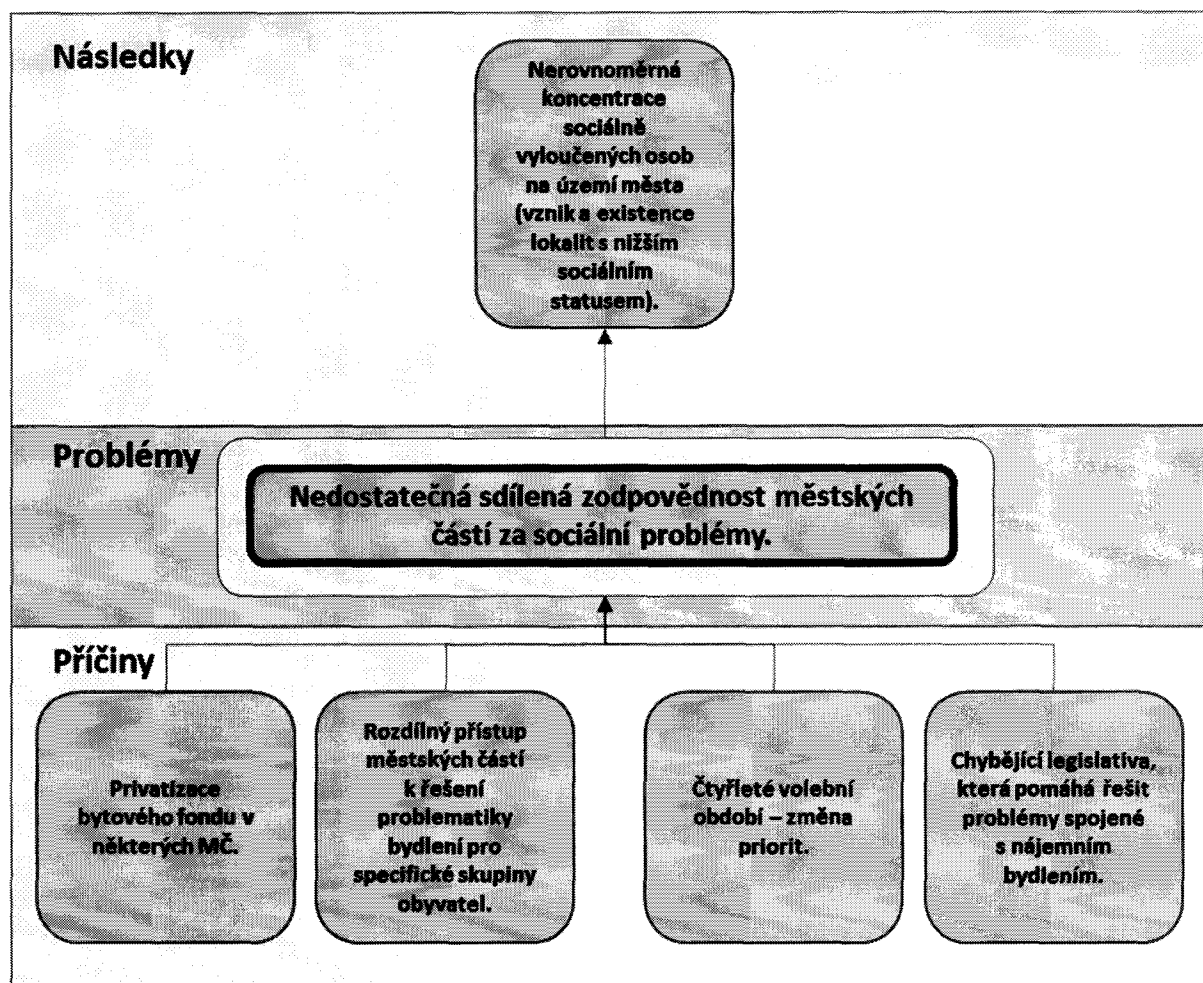 Následky
Nerovnoměrná
koncentrace
sociálně
vyloučených osob
na území města
(vznik a existence
lokalit s nižším
sociálním
statusem).
Problémy
Nedostatečná sdílená zodpovědnost městských
částí za sociální problémy.
Příčiny
Privatizace
bytového fondu v
některých MČ.
Rozdílný přístup
městských částí
k řešení
problematiky
bydlení pro
specifické skupiny
obyvatel.
Čtyřleté volební
období – změna
priorit.
Chybějící legislativa,
která pomáhá řešit
problémy spojené
s nájemním
bydlením.